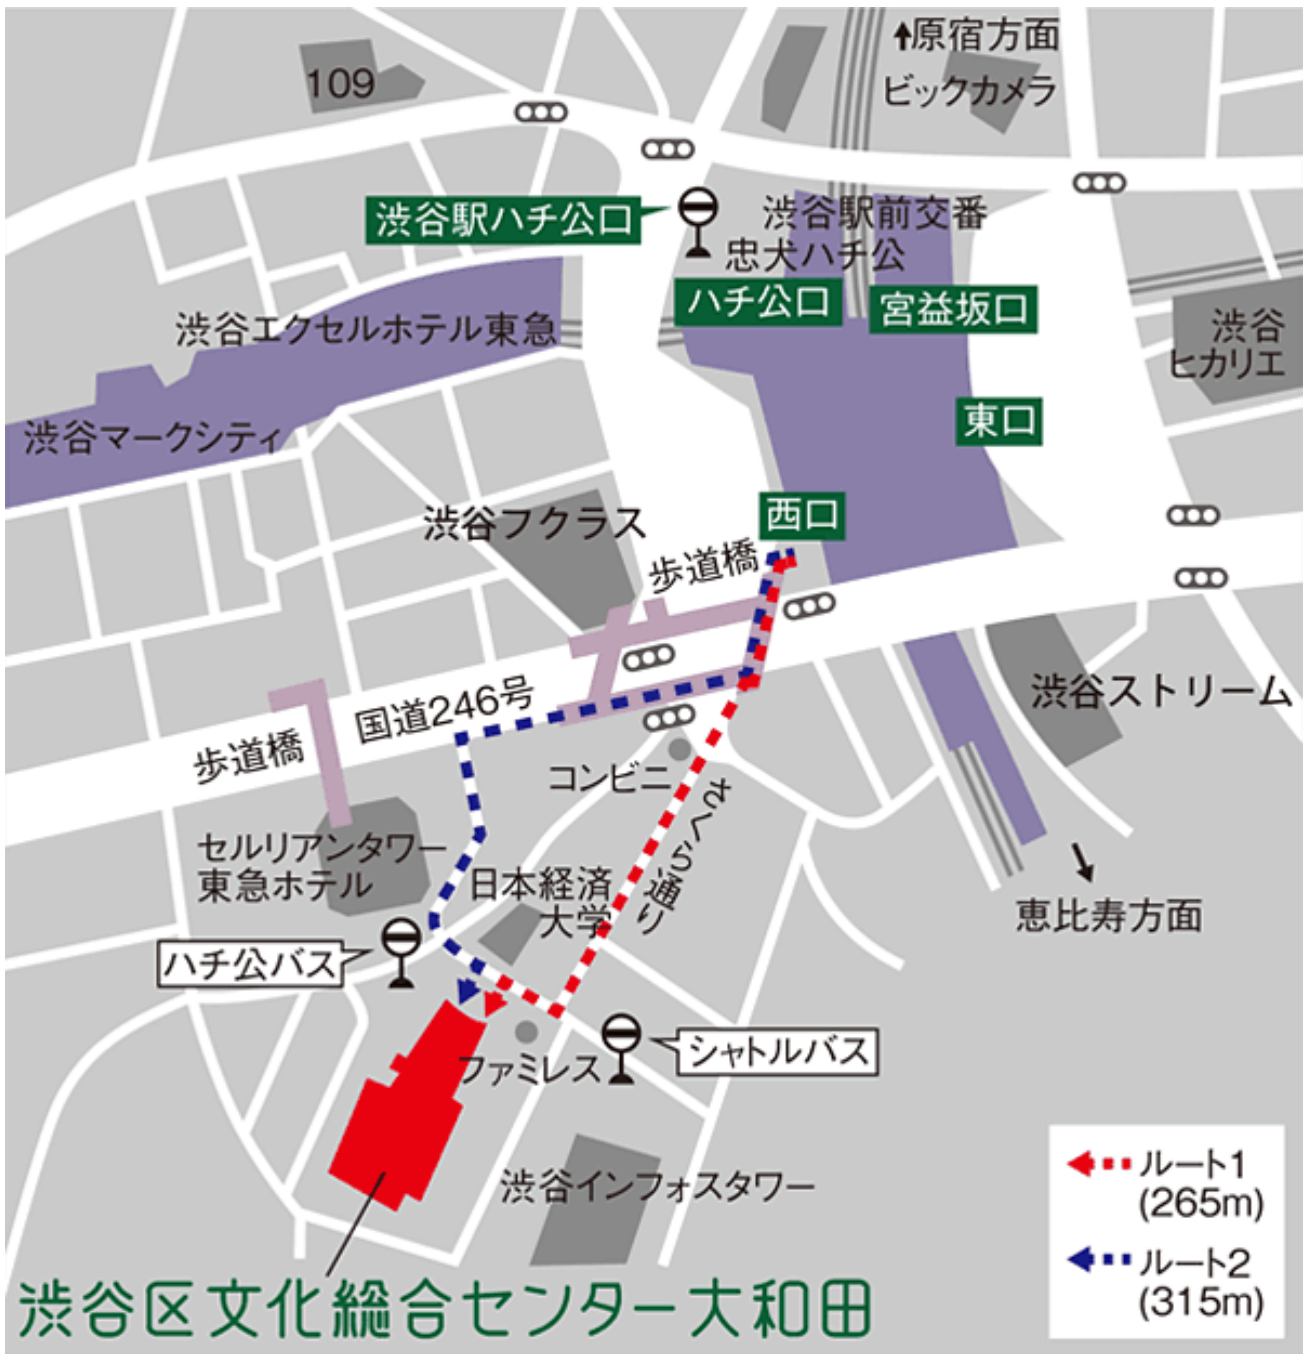 ↑原宿方面
109
ビックカメラ
渋谷駅ハチ公口
渋谷駅前交番
忠犬ハチ公
ハチ公口
宮益坂口
渋谷エクセルホテル東急
渋谷
ヒカリエ
東口
渋谷マークシティ
西口
渋谷フクラス
歩道橋
国道246号
渋谷ストリーム
歩道橋
コンビニ
さくら通り
セルリアンタワー
東急ホテル
日本経済
大学
恵比寿方面
ハチ公バス
シャトルバス
ファミレス
渋谷インフォスタワー
ルート1
(265m)
ルート2
(315m)
渋谷区文化総合センター大和田